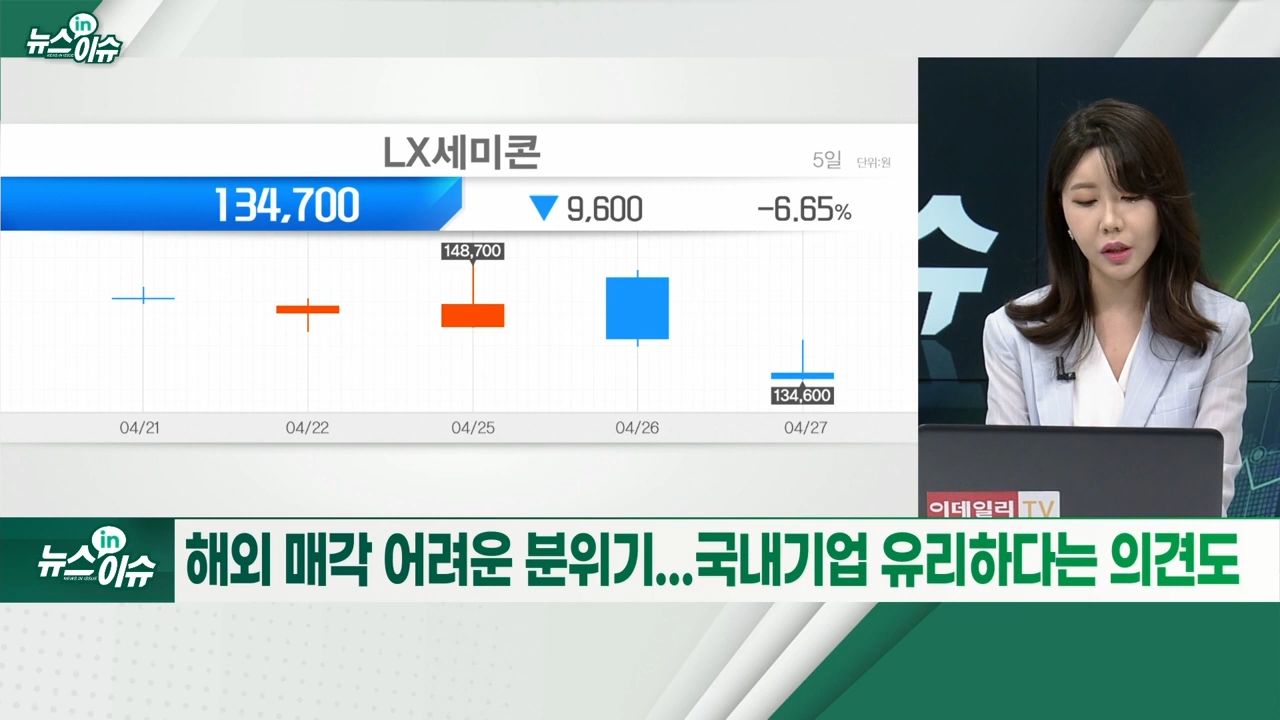 뉴스in이슈
LX세미콘
5일 단위:원
134,700 ▼ 9,600 -6.65%
148,700
134,600
04/21 04/22 04/25 04/26 04/27
슈
이데일리TV
뉴스in이슈
해외 매각 어려운 분위기...국내기업 유리하다는 의견도